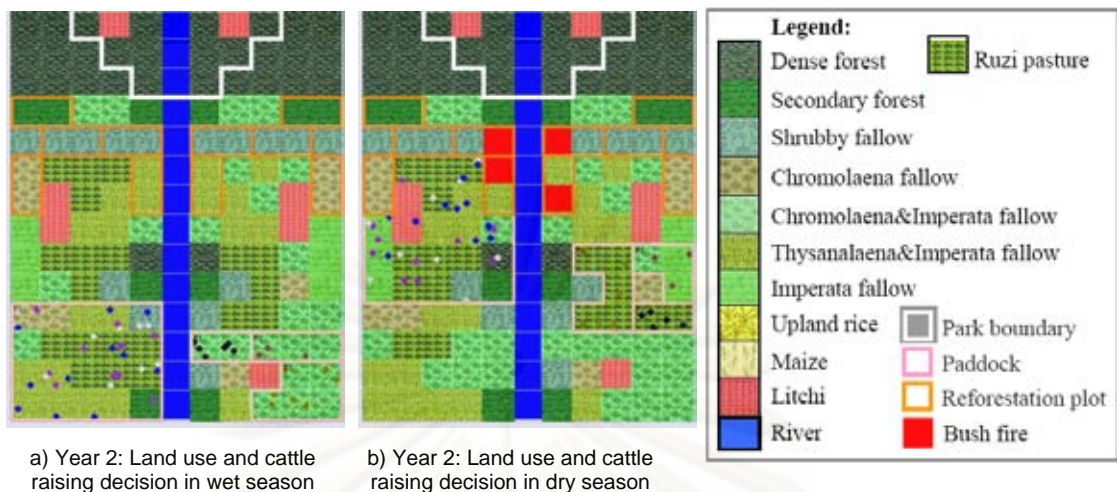 Legend:
Dense forest
Ruzi pasture
Secondary forest
Shrubby fallow
Chromolaena fallow
Chromolaena&Imperata fallow
Thysanalaena&Imperata fallow
Imperata fallow
Upland rice
Park boundary
Maize
Paddock
Litchi
Reforestation plot
River
Bush fire
a) Year 2: Land use and cattle
raising decision in wet season
b) Year 2: Land use and cattle
raising decision in dry season